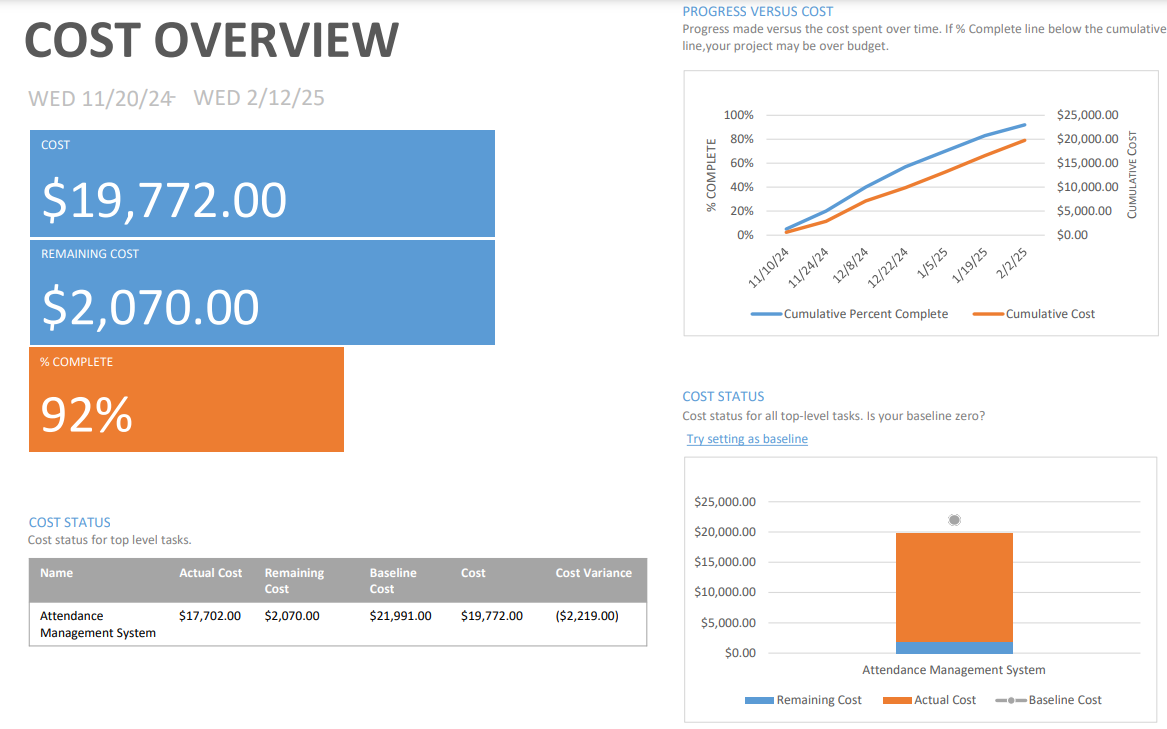 COST OVERVIEW
WED 11/20/24- WED 2/12/25
COST
$19,772.00
REMAINING COST
$2,070.00
% COMPLETE
92%
COST STATUS
Cost status for top level tasks.
Name Actual Cost Remaining Cost Baseline Cost Cost Cost Variance
Attendance Management System $17,702.00 $2,070.00 $21,991.00 $19,772.00 ($2,219.00)
PROGRESS VERSUS COST
Progress made versus the cost spent over time. If % Complete line below the cumulative
line,your project may be over budget.
% COMPLETE
100%
80%
60%
40%
20%
0%
$25,000.00
$20,000.00
$15,000.00
$10,000.00
$5,000.00
$0.00
CUMULATIVE COST
11/10/24 11/24/24 12/8/24 12/22/24 1/5/25 1/19/25 2/2/25
Cumulative Percent Complete Cumulative Cost
COST STATUS
Cost status for all top-level tasks. Is your baseline zero?
Try setting as baseline
$25,000.00
$20,000.00
$15,000.00
$10,000.00
$5,000.00
$0.00
Attendance Management System
Remaining Cost Actual Cost Baseline Cost